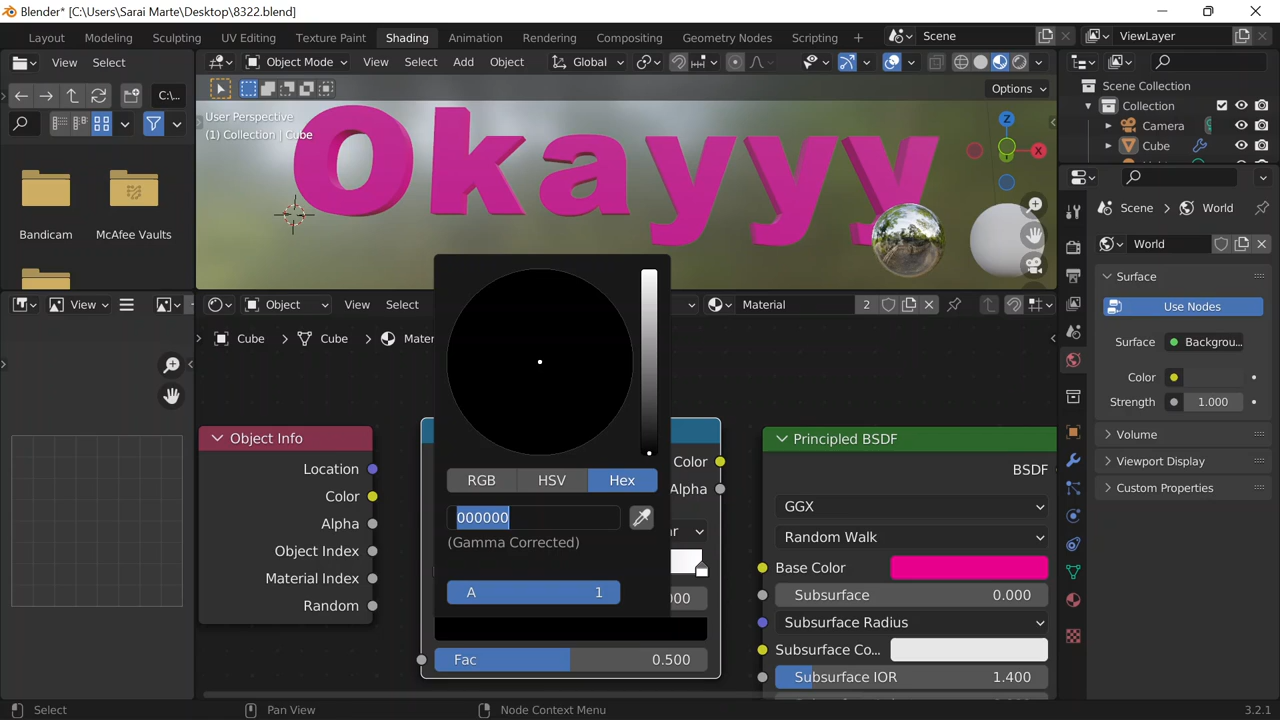 Blender* [C:\Users\Sarai Marte\Desktop\8322.blend]
Layout Modeling Sculpting UV Editing Texture Paint Shading Animation Rendering Compositing Geometry Nodes Scripting + Scene ViewLayer
View Select Object Mode View Select Add Object Global
C:\...
Options
Scene Collection
Collection
Camera
Cube
User Perspective
(1) Collection | Cube
Okayyy
Z
X
Bandicam McAfee Vaults
Scene World
World
Surface
Use Nodes
Surface Backgrou...
Color
Strength 1.000
Volume
Viewport Display
Custom Properties
View Object View Select Material 2
Cube Cube Mater
Object Info
Location
Color
Alpha
Object Index
Material Index
Random
RGB HSV Hex
000000
(Gamma Corrected)
A 1
Color
Alpha
ar
000
Fac 0.500
Principled BSDF
BSDF
GGX
Random Walk
Base Color
Subsurface 0.000
Subsurface Radius
Subsurface Co...
Subsurface IOR 1.400
Select Pan View Node Context Menu 3.2.1